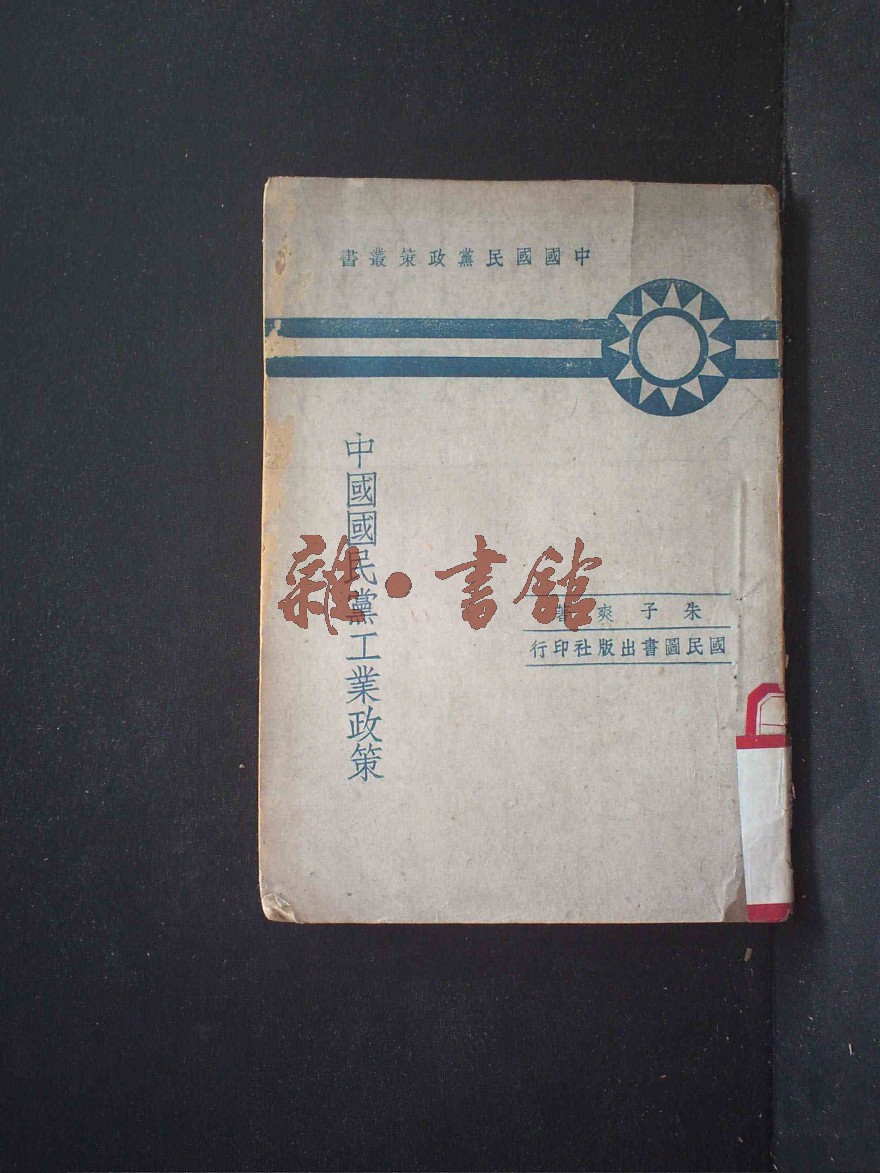 中國國民黨政策叢書
中國國民黨工業政策
朱子爽著
國民圖書出版社印行
雜·書館